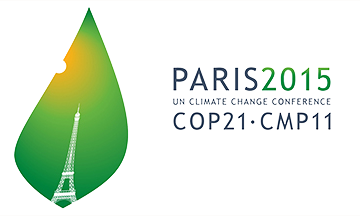 PARIS2015
UN CLIMATE CHANGE CONFERENCE
COP21·CMP11